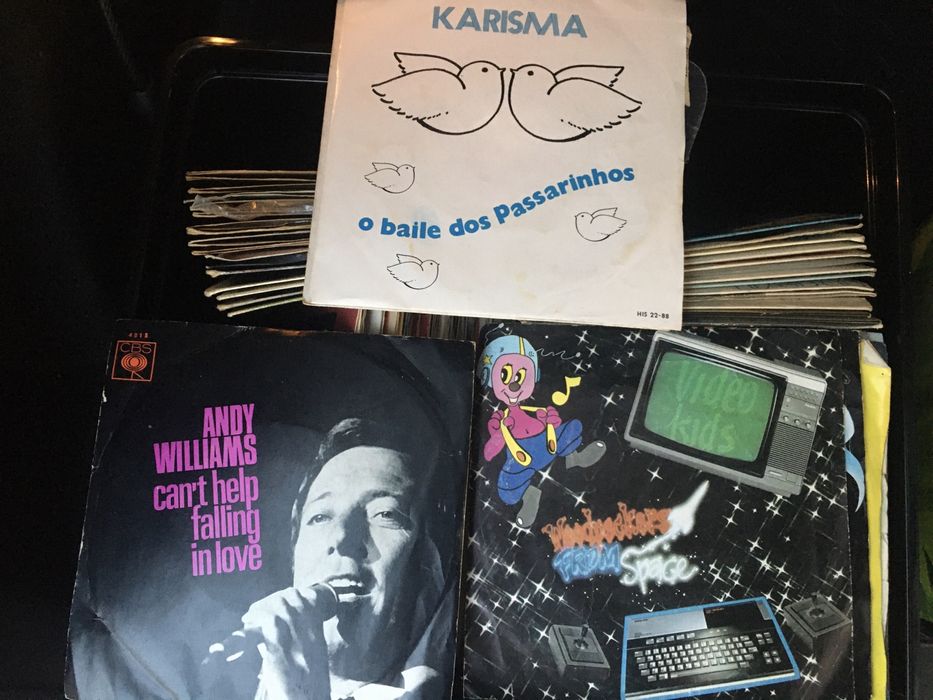 KARISMA
o baile dos Passarinhos
HIS 22-88
4015
CBS
ANDY
WILLIAMS
can't help
falling
in love
Video
kids
Woodpeckers
FROM Space